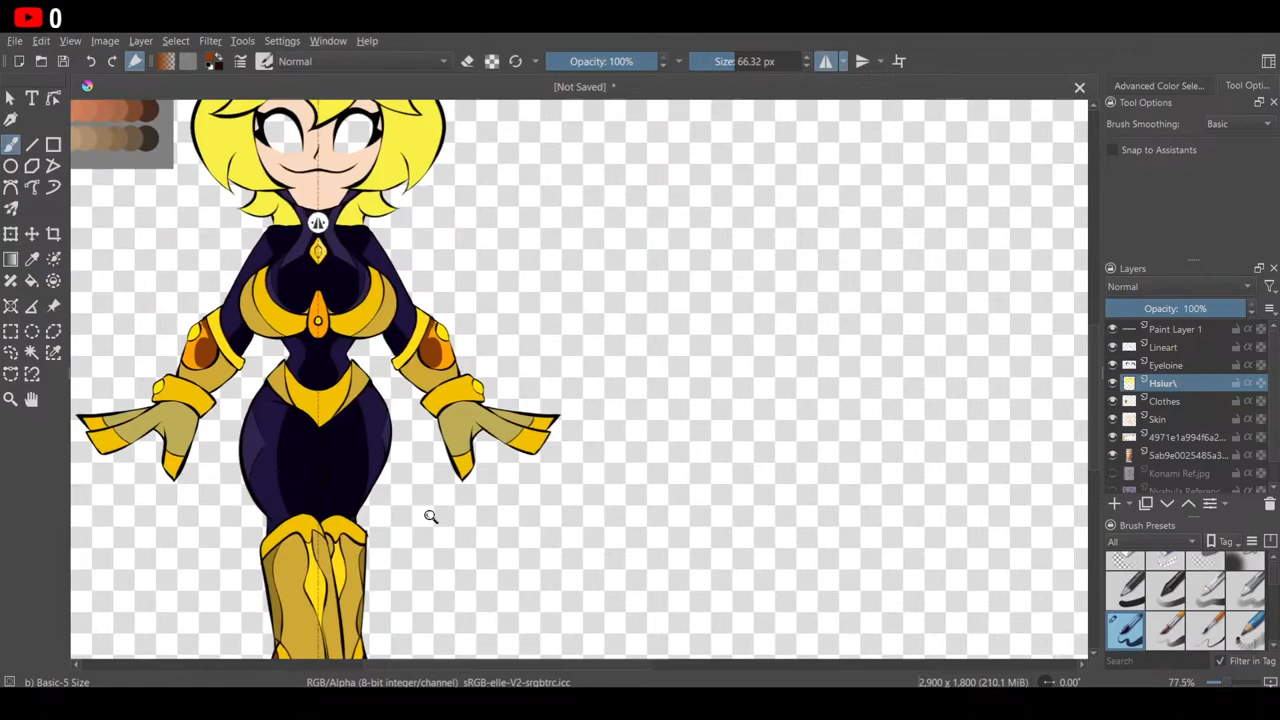 0
File Edit View Image Layer Select Filter Tools Settings Window Help
Normal Opacity: 100% Size: 66.32 px
[Not Saved] *
Advanced Color Sele... Tool Opti...
Tool Options
Brush Smoothing: Basic
Snap to Assistants
Layers
Normal
Opacity: 100%
Paint Layer 1
Lineart
Eyeloine
Hsiur\
Clothes
Skin
4971e1a994f6a2...
5ab9e0025485a3...
Konami Ref.jpg
Brush Presets
All Tag
Search Filter in Tag
b) Basic-5 Size RGB/Alpha (8-bit integer/channel) sRGB-elle-V2-srgbtrc.icc 2,900 x 1,800 (210.1 MiB) 0.00° 77.5%